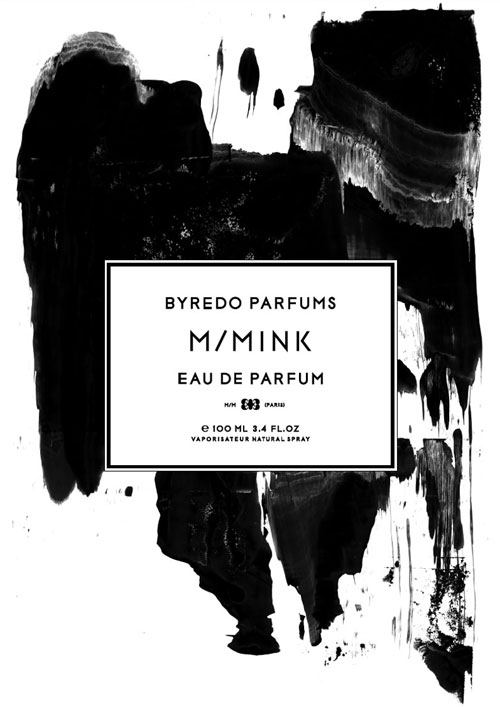 BYREDO PARFUMS
M/MINK
EAU DE PARFUM
M/M (PARIS)
℮ 100 ML 3.4 FL.OZ
VAPORISATEUR NATURAL SPRAY